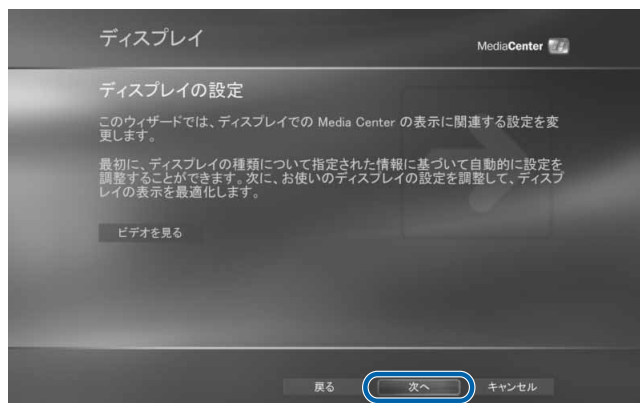 ディスプレイ
MediaCenter
ディスプレイの設定
このウィザードでは、ディスプレイでの Media Center の表示に関連する設定を変
更します。
最初に、ディスプレイの種類について指定された情報に基づいて自動的に設定を
調整することができます。次に、お使いのディスプレイの設定を調整して、ディスプ
レイの表示を最適化します。
ビデオを見る
戻る 次へ キャンセル